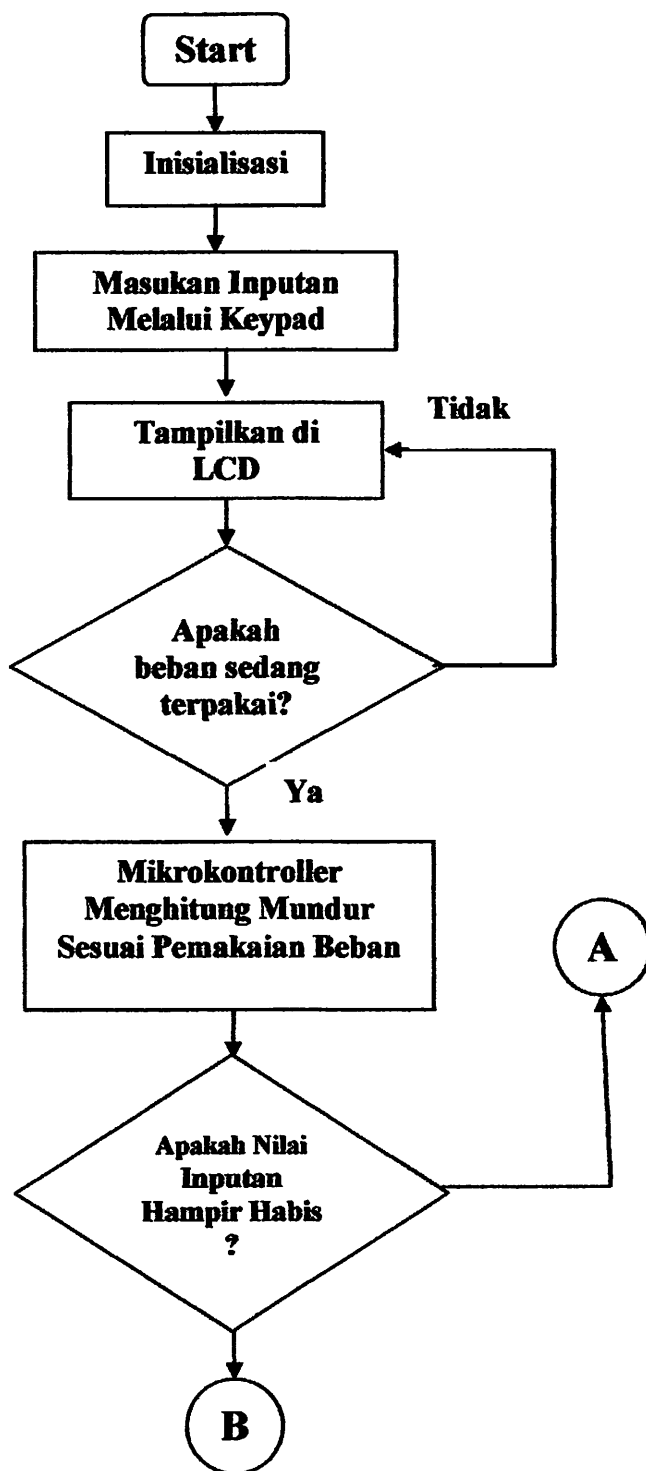 Start
Inisialisasi
Masukan Inputan
Melalui Keypad
Tampilkan di
LCD
Tidak
Apakah
beban sedang
terpakai?
Ya
Mikrokontroller
Menghitung Mundur
Sesuai Pemakaian Beban
A
Apakah Nilai
Inputan
Hampir Habis
?
B